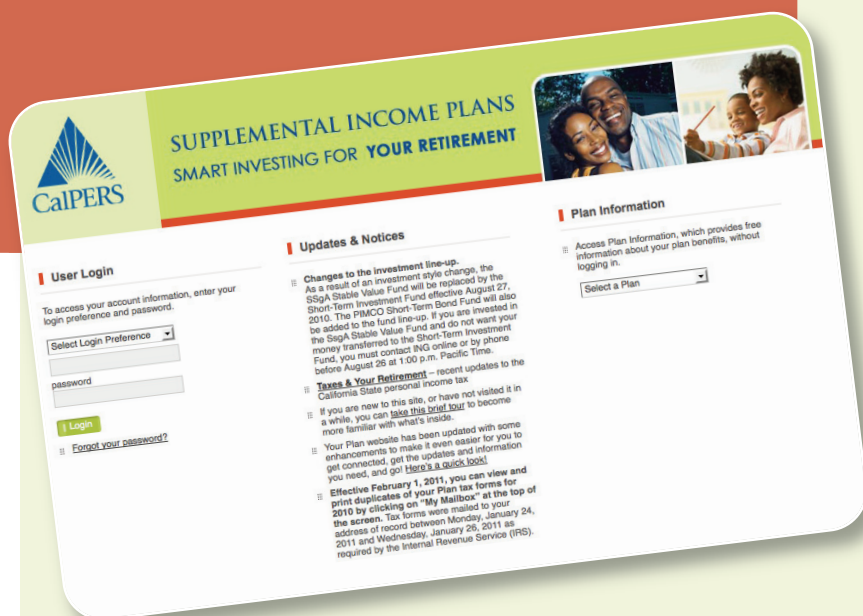 CalPERS
SUPPLEMENTAL INCOME PLANS
SMART INVESTING FOR YOUR RETIREMENT
User Login
To access your account information, enter your
login preference and password.
Select Login Preference
password
Login
Forgot your password?
Updates & Notices
Changes to the investment line-up.
As a result of an investment style change, the
SSgA Stable Value Fund will be replaced by the
Short-Term Investment Fund effective August 27,
2010. The PIMCO Short-Term Bond Fund will also
be added to the fund line-up. If you are invested in
the SsgA Stable Value Fund and do not want your
money transferred to the Short-Term Investment
Fund, you must contact ING online or by phone
before August 26 at 1:00 p.m. Pacific Time.
Taxes & Your Retirement – recent updates to the
California State personal income tax
If you are new to this site, or have not visited it in
a while, you can take this brief tour to become
more familiar with what's inside.
Your Plan website has been updated with some
enhancements to make it even easier for you to
get connected, get the updates and information
you need, and go! Here's a quick look!
Effective February 1, 2011, you can view and
print duplicates of your Plan tax forms for
2010 by clicking on "My Mailbox" at the top of
the screen. Tax forms were mailed to your
address of record between Monday, January 24,
2011 and Wednesday, January 26, 2011 as
required by the Internal Revenue Service (IRS).
Plan Information
Access Plan Information, which provides free
information about your plan benefits, without
logging in.
Select a Plan